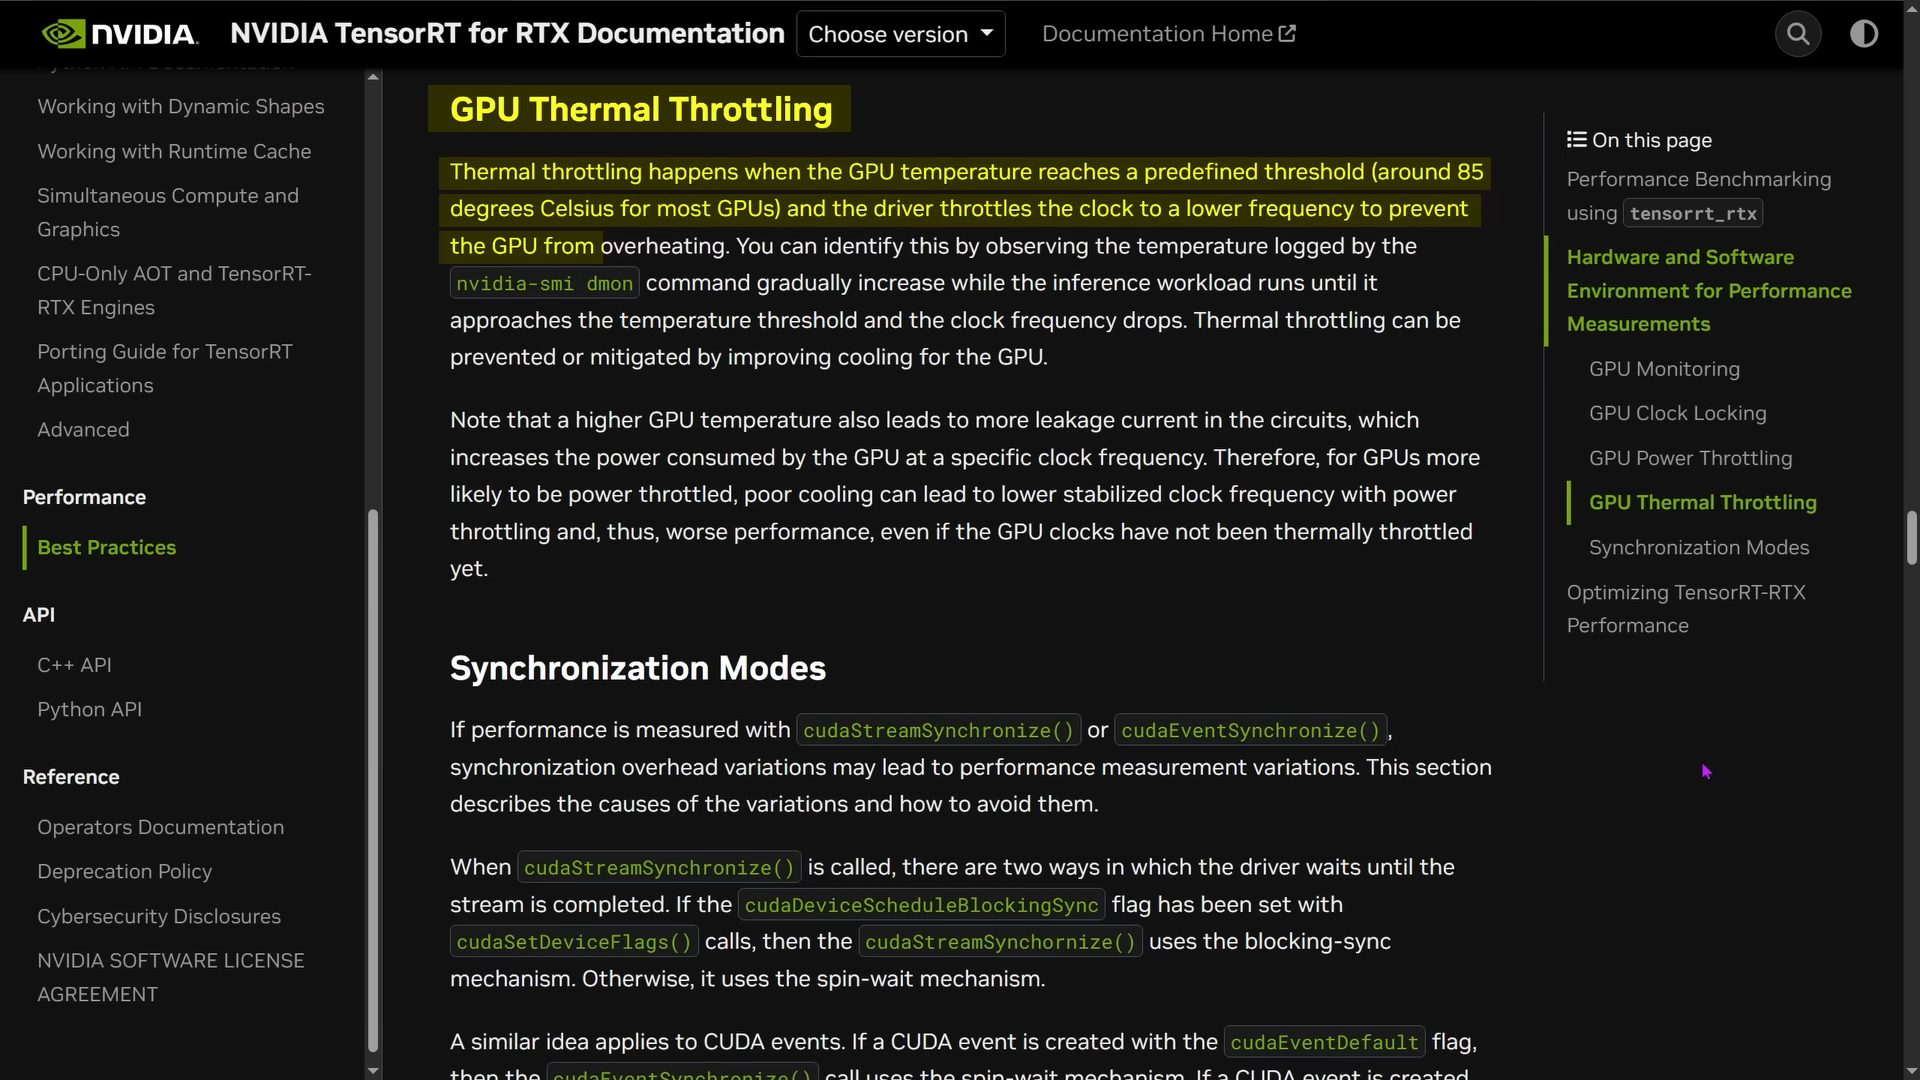 NVIDIA. NVIDIA TensorRT for RTX Documentation Choose version Documentation Home
Working with Dynamic Shapes
Working with Runtime Cache
Simultaneous Compute and
Graphics
CPU-Only AOT and TensorRT-
RTX Engines
Porting Guide for TensorRT
Applications
Advanced
Performance
Best Practices
API
C++ API
Python API
Reference
Operators Documentation
Deprecation Policy
Cybersecurity Disclosures
NVIDIA SOFTWARE LICENSE
AGREEMENT
GPU Thermal Throttling
Thermal throttling happens when the GPU temperature reaches a predefined threshold (around 85
degrees Celsius for most GPUs) and the driver throttles the clock to a lower frequency to prevent
the GPU from overheating. You can identify this by observing the temperature logged by the
nvidia-smi dmon command gradually increase while the inference workload runs until it
approaches the temperature threshold and the clock frequency drops. Thermal throttling can be
prevented or mitigated by improving cooling for the GPU.
Note that a higher GPU temperature also leads to more leakage current in the circuits, which
increases the power consumed by the GPU at a specific clock frequency. Therefore, for GPUs more
likely to be power throttled, poor cooling can lead to lower stabilized clock frequency with power
throttling and, thus, worse performance, even if the GPU clocks have not been thermally throttled
yet.
Synchronization Modes
If performance is measured with cudaStreamSynchronize() or cudaEventSynchronize(),
synchronization overhead variations may lead to performance measurement variations. This section
describes the causes of the variations and how to avoid them.
When cudaStreamSynchronize() is called, there are two ways in which the driver waits until the
stream is completed. If the cudaDeviceScheduleBlockingSync flag has been set with
cudaSetDeviceFlags() calls, then the cudaStreamSynchornize() uses the blocking-sync
mechanism. Otherwise, it uses the spin-wait mechanism.
A similar idea applies to CUDA events. If a CUDA event is created with the cudaEventDefault flag,
then the cudaEventSynchronize() call uses the spin-wait mechanism. If a CUDA event is created
On this page
Performance Benchmarking
using tensorrt_rtx
Hardware and Software
Environment for Performance
Measurements
GPU Monitoring
GPU Clock Locking
GPU Power Throttling
GPU Thermal Throttling
Synchronization Modes
Optimizing TensorRT-RTX
Performance